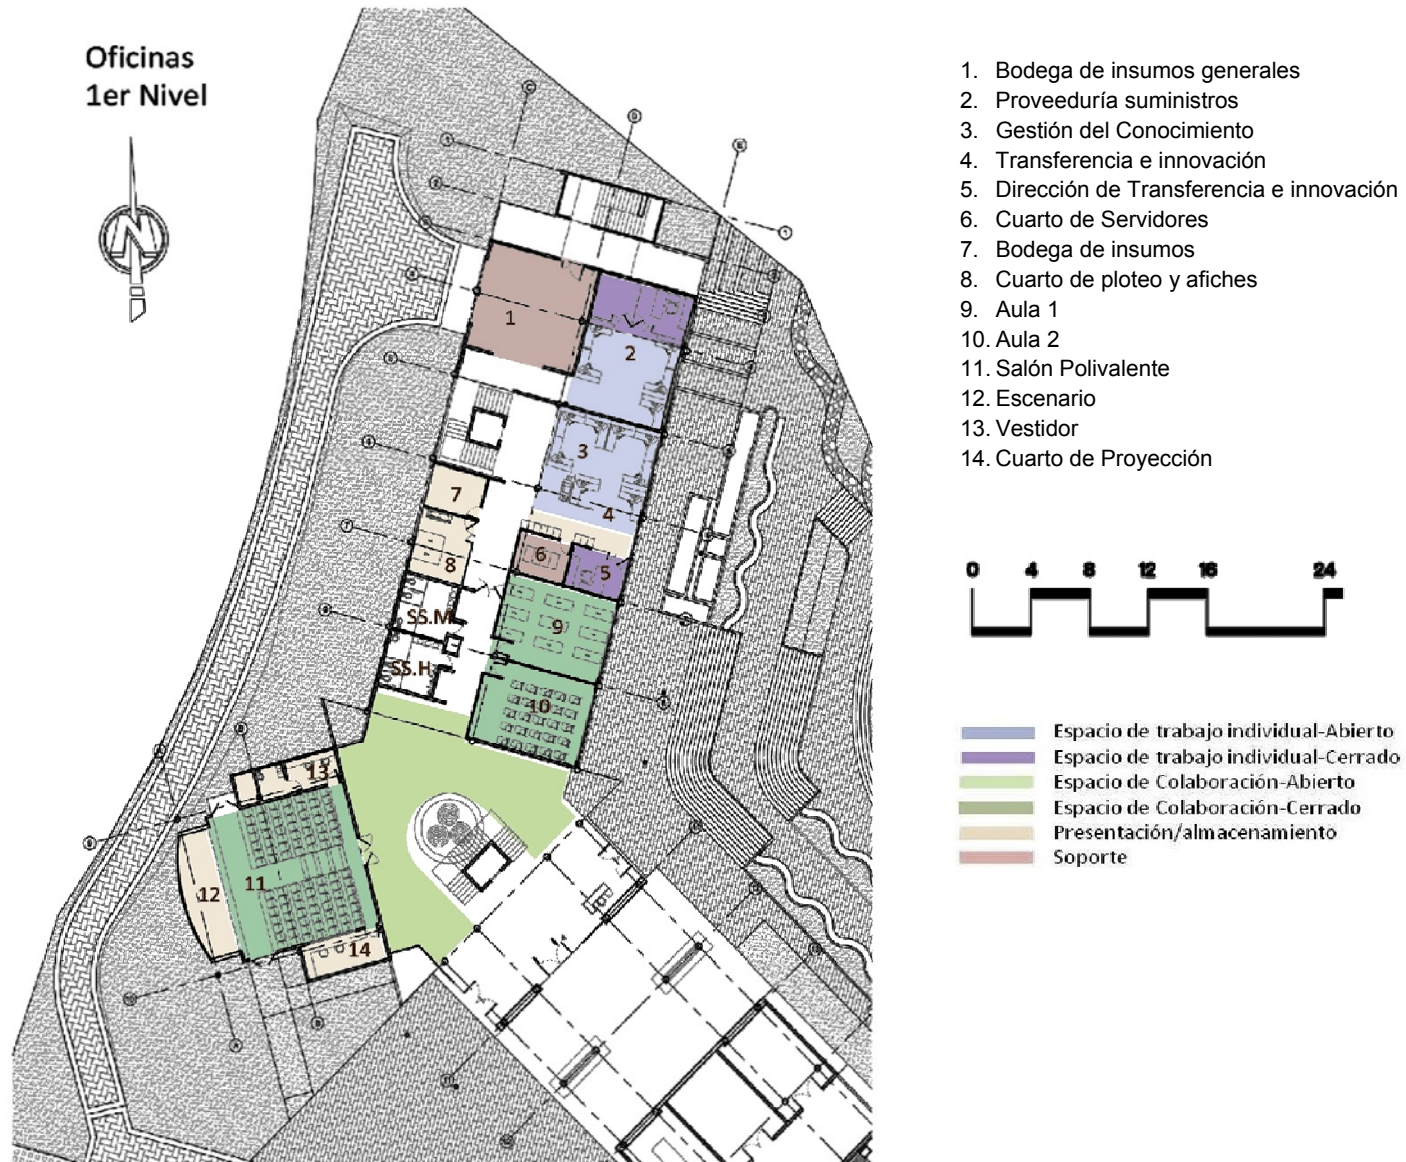 Oficinas
1er Nivel
N
1. Bodega de insumos generales
2. Proveeduría suministros
3. Gestión del Conocimiento
4. Transferencia e innovación
5. Dirección de Transferencia e innovación
6. Cuarto de Servidores
7. Bodega de insumos
8. Cuarto de ploteo y afiches
9. Aula 1
10. Aula 2
11. Salón Polivalente
12. Escenario
13. Vestidor
14. Cuarto de Proyección
0 4 8 12 16 24
Espacio de trabajo individual-Abierto
Espacio de trabajo individual-Cerrado
Espacio de Colaboración-Abierto
Espacio de Colaboración-Cerrado
Presentación/almacenamiento
Soporte
1
2
3
4
7
6
5
8
SS.M
9
SS.H
10
13
11
12
14